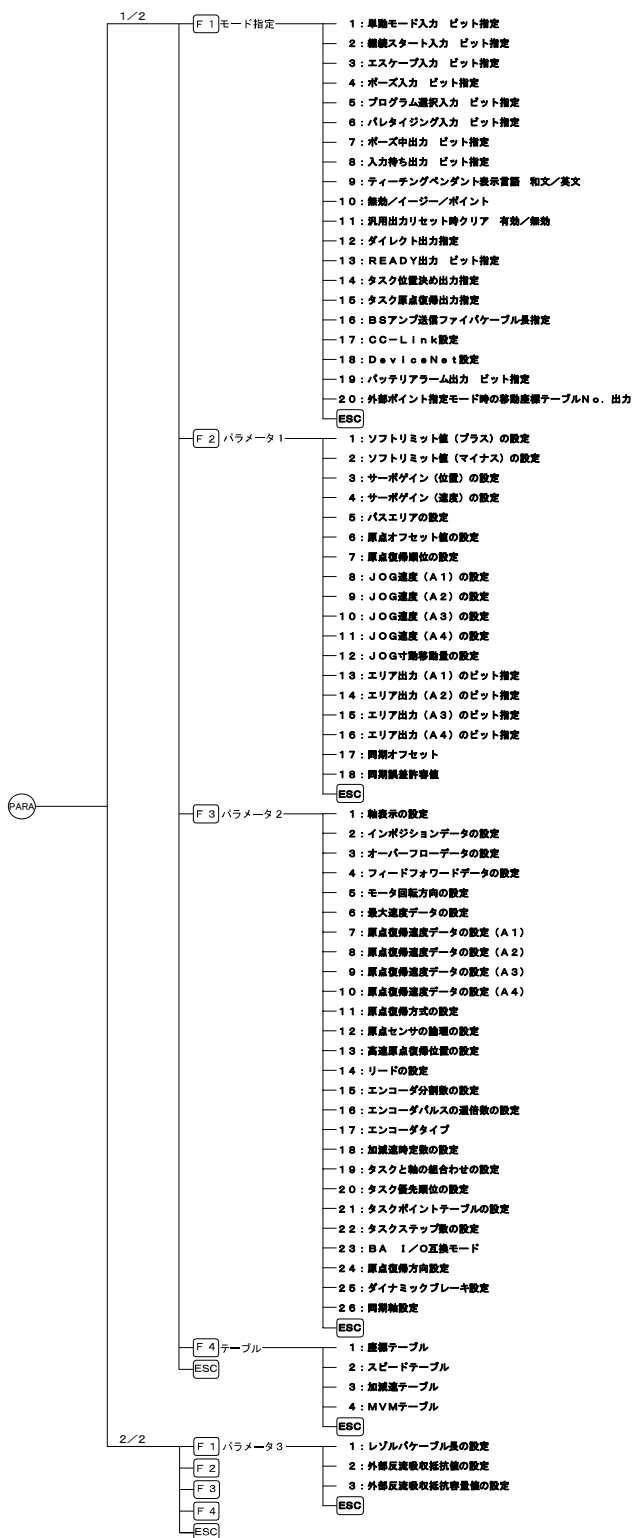 1/2
F 1 モード指定
1:単動モード入力 ビット指定
2:継続スタート入力 ビット指定
3:エスケープ入力 ビット指定
4:ポーズ入力 ビット指定
5:プログラム選択入力 ビット指定
6:パレタイジング入力 ビット指定
7:ポーズ中出力 ビット指定
8:入力待ち出力 ビット指定
9:ティーチングペンダント表示言語 和文/英文
10:無効/イージー/ポイント
11:汎用出力リセット時クリア 有効/無効
12:ダイレクト出力指定
13:READY出力 ビット指定
14:タスク位置決め出力指定
15:タスク原点復帰出力指定
16:BSアンプ送信ファイバケーブル長指定
17:CC-Link設定
18:DeviceNet設定
19:バッテリアラーム出力 ビット指定
20:外部ポイント指定モード時の移動座標テーブルNo.出力
ESC
F 2 パラメータ1
1:ソフトリミット値(プラス)の設定
2:ソフトリミット値(マイナス)の設定
3:サーボゲイン(位置)の設定
4:サーボゲイン(速度)の設定
5:パスエリアの設定
6:原点オフセット値の設定
7:原点復帰順位の設定
8:JOG速度(A1)の設定
9:JOG速度(A2)の設定
10:JOG速度(A3)の設定
11:JOG速度(A4)の設定
12:JOG寸動移動量の設定
13:エリア出力(A1)のビット指定
14:エリア出力(A2)のビット指定
15:エリア出力(A3)のビット指定
16:エリア出力(A4)のビット指定
17:同期オフセット
18:同期誤差許容値
ESC
PARA
F 3 パラメータ2
1:軸表示の設定
2:インポジションデータの設定
3:オーバーフローデータの設定
4:フィードフォワードデータの設定
5:モータ回転方向の設定
6:最大速度データの設定
7:原点復帰速度データの設定(A1)
8:原点復帰速度データの設定(A2)
9:原点復帰速度データの設定(A3)
10:原点復帰速度データの設定(A4)
11:原点復帰方式の設定
12:原点センサの論理の設定
13:高速原点復帰位置の設定
14:リードの設定
15:エンコーダ分割数の設定
16:エンコーダパルスの逓倍数の設定
17:エンコーダタイプ
18:加減速時定数の設定
19:タスクと軸の組合わせの設定
20:タスク優先順位の設定
21:タスクポイントテーブルの設定
22:タスクステップ数の設定
23:BA I/O互換モード
24:原点復帰方向設定
25:ダイナミックブレーキ設定
26:同期軸設定
ESC
F 4 テーブル
1:座標テーブル
2:スピードテーブル
3:加減速テーブル
4:MVMテーブル
ESC
ESC
2/2
F 1 パラメータ3
1:レゾルバケーブル長の設定
2:外部反流吸収抵抗値の設定
3:外部反流吸収抵抗容量値の設定
ESC
F 2
F 3
F 4
ESC